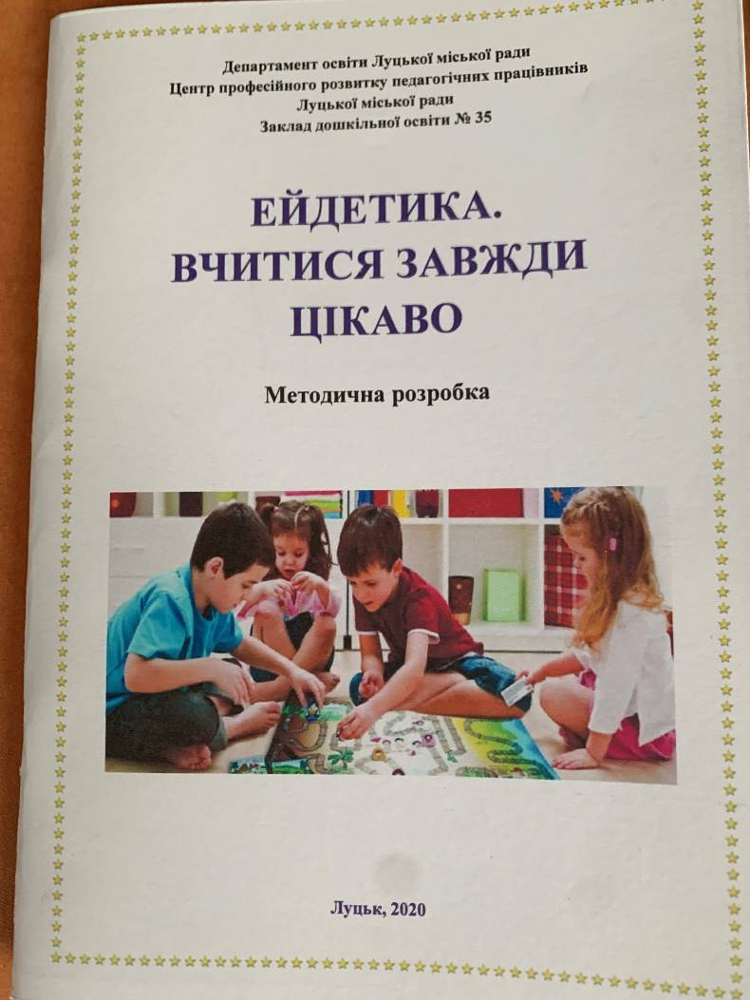 Департамент освіти Луцької міської ради
Центр професійного розвитку педагогічних працівників
Луцької міської ради
Заклад дошкільної освіти № 35
ЕЙДЕТИКА.
ВЧИТИСЯ ЗАВЖДИ
ЦІКАВО
Методична розробка
Луцьк, 2020